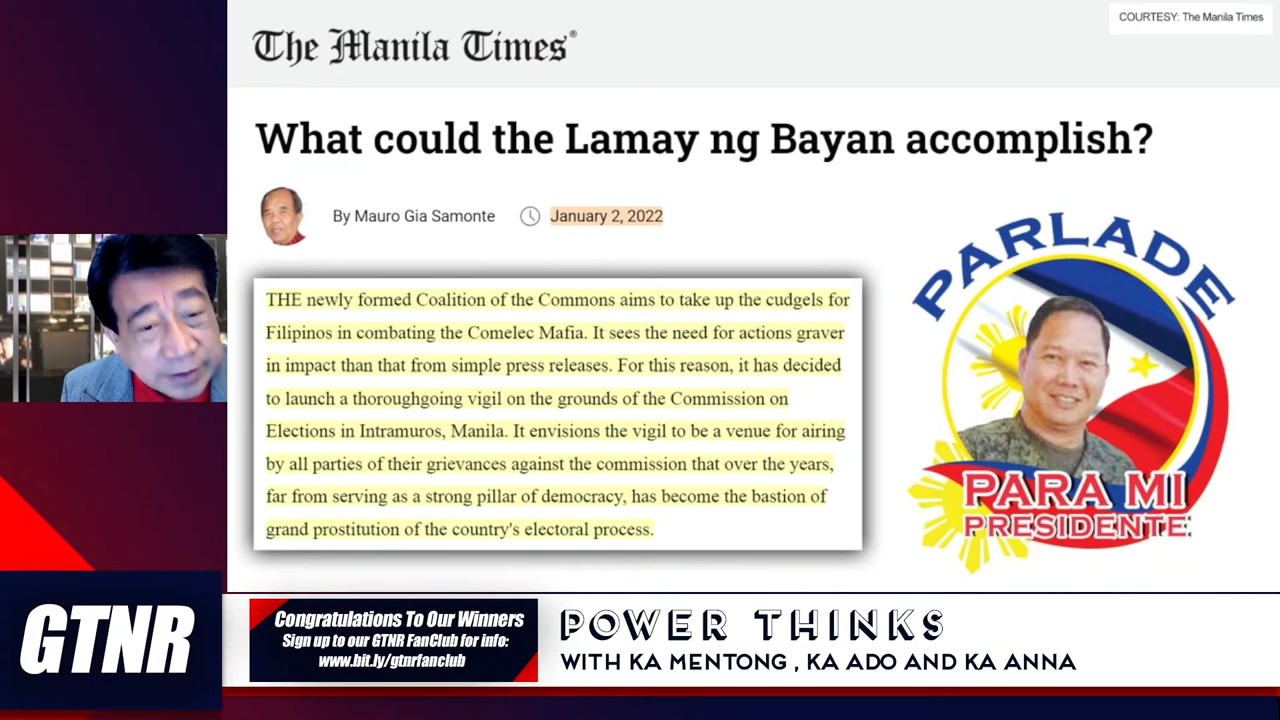 COURTESY: The Manila Times
The Manila Times®
What could the Lamay ng Bayan accomplish?
By Mauro Gia Samonte
January 2, 2022
THE newly formed Coalition of the Commons aims to take up the cudgels for
Filipinos in combating the Comelec Mafia. It sees the need for actions graver
in impact than that from simple press releases. For this reason, it has decided
to launch a thoroughgoing vigil on the grounds of the Commission on
Elections in Intramuros, Manila. It envisions the vigil to be a venue for airing
by all parties of their grievances against the commission that over the years,
far from serving as a strong pillar of democracy, has become the bastion of
grand prostitution of the country's electoral process.
PARLADE
PARA MI
PRESIDENTE
GTNR
Congratulations To Our Winners
Sign up to our GTNR FanClub for info:
www.bit.ly/gtnrfanclub
POWER THINKS
WITH KA MENTONG , KA ADO AND KA ANNA